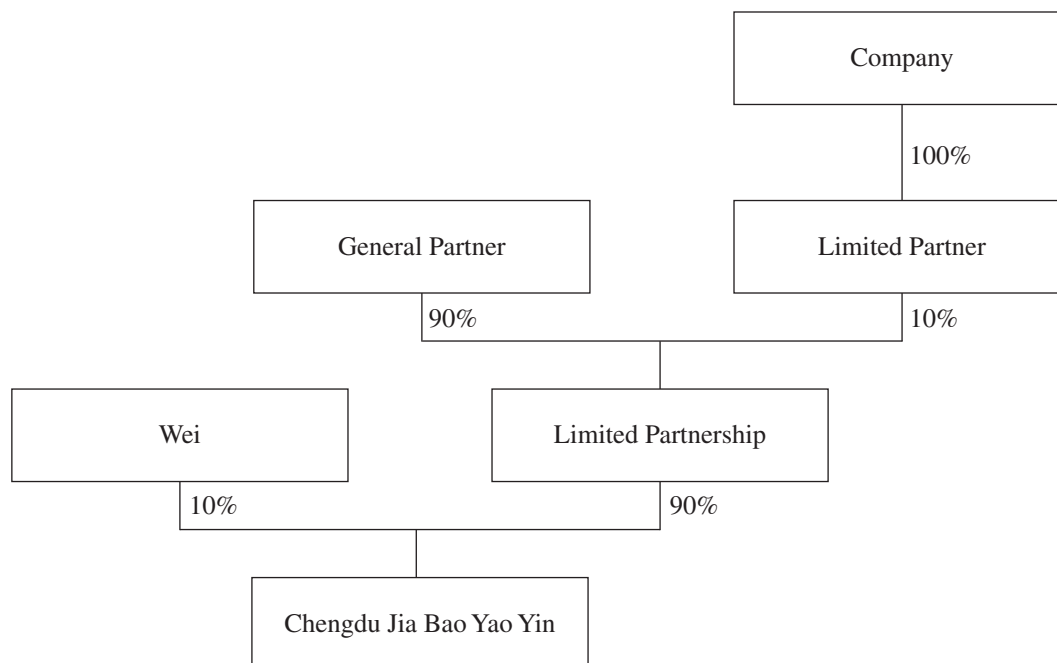 Company
100%
General Partner
Limited Partner
90%
10%
Wei
Limited Partnership
10%
90%
Chengdu Jia Bao Yao Yin